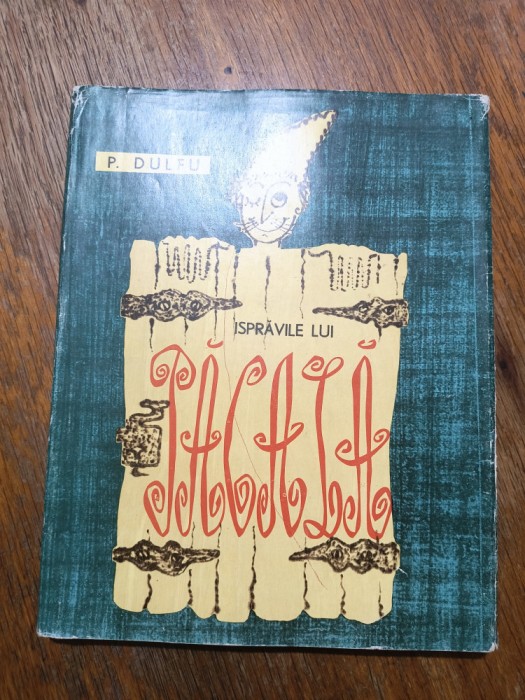 P. DULFU
ISPRĂVILE LUI
PĂCALĂ